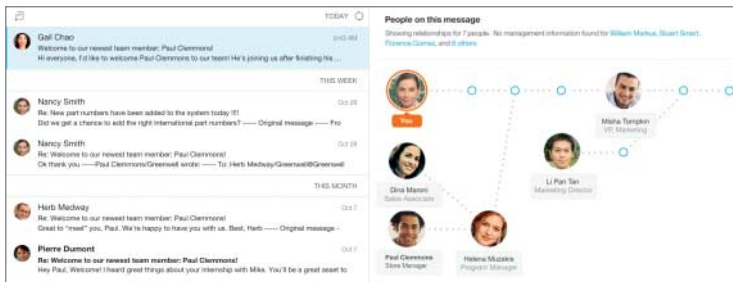 TODAY
Gail Chao
9:43 AM
Welcome to our newest team member: Paul Clemmons!
Hi everyone, I'd like to welcome Paul Clemmons to our team! He's joining us after finishing his ...
THIS WEEK
Nancy Smith
Oct 28
Re: New part numbers have been added to the system today !!!
Did we get a chance to add the right international part numbers? ----- Original message ----- Fro
Nancy Smith
Oct 28
Re: Welcome to our newest team member: Paul Clemmons!
Ok thank you -----Paul Clemmons/Greenwell wrote: ----- To: Herb Medway/Greenwell@Greenwell
THIS MONTH
Herb Medway
Oct 7
Re: Welcome to our newest team member: Paul Clemmons!
Great to "meet" you, Paul. We're happy to have you with us. Best, Herb ----- Original message -
Pierre Dumont
Oct 7
Re: Welcome to our newest team member: Paul Clemmons!
Hey Paul, Welcome! I heard great things about your internship with Mike. You'll be a great asset to
People on this message
Showing relationships for 7 people. No management information found for William Markus, Stuart Smart,
Florence Gomez, and 6 others
You
Misha Tompkin
VP, Marketing
Dina Maroni
Sales Associate
Li Pan Tan
Marketing Director
Paul Clemmons
Store Manager
Helena Muzakis
Program Manager